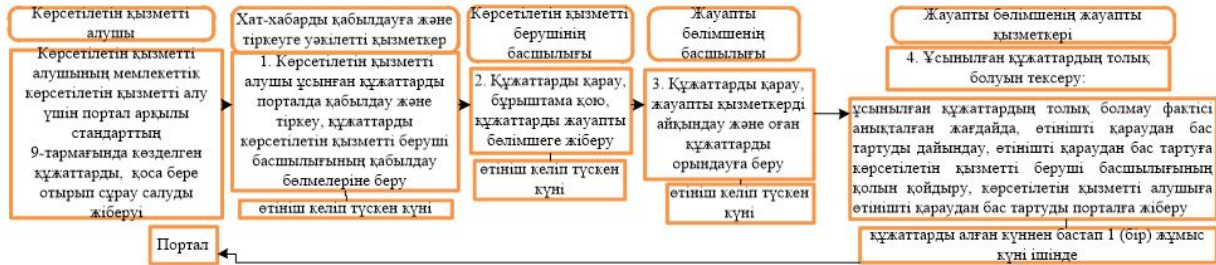 Көрсетілетін қызметті
алушы
Көрсетілетін қызметті
алушының мемлекеттік
көрсетілетін қызметті алу
үшін портал арқылы
стандарттың
9-тармағында көзделген
құжаттарды, қоса бере
отырып сұрау салуды
жіберуі
Хат-хабарды қабылдауға және
тіркеуге уәкілетті қызметкер
1. Көрсетілетін қызметті
алушы ұсынған құжаттарды
порталда қабылдау және
тіркеу, құжаттарды
көрсетілетін қызметті беруші
басшылығының қабылдау
бөлмелеріне беру
өтініш келіп түскен күні
Көрсетілетін қызметті
берушінің
басшылығы
2. Құжаттарды қарау,
бұрыштама қою,
құжаттарды жауапты
бөлімшеге жіберу
өтініш келіп түскен
күні
Жауапты
бөлімшенің
басшылығы
3. Құжаттарды қарау,
жауапты қызметкерді
айқындау және оған
құжаттарды
орындауға беру
өтініш келіп түскен
күні
Жауапты бөлімшенің жауапты
қызметкері
4. Ұсынылған құжаттардың толық
болуын тексеру:
ұсынылған құжаттардың толық болмау фактісі
анықталған жағдайда, өтінішті қараудан бас
тартуды дайындау, өтінішті қараудан бас тартуға
көрсетілетін қызметті беруші басшылығының
қолын қойдыру, көрсетілетін қызметті алушыға
өтінішті қараудан бас тартуды порталға жіберу
құжаттарды алған күннен бастап 1 (бір) жұмыс
күні ішінде
Портал